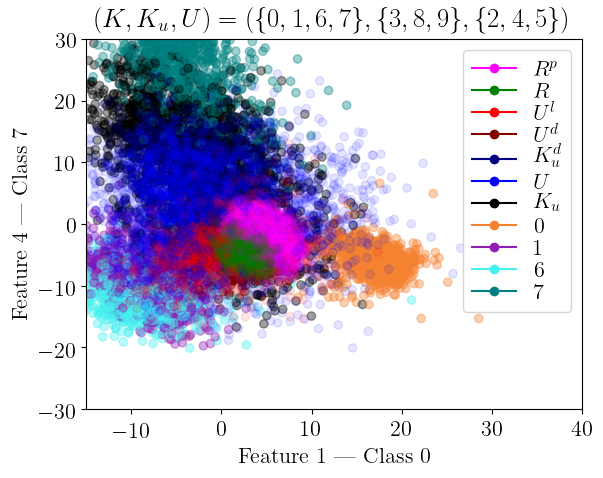 (K, K_u, U) = ({0, 1, 6, 7}, {3, 8, 9}, {2, 4, 5})
30
20
10
0
−10
−20
−30
Feature 4 — Class 7
−10
0
10
20
30
40
Feature 1 — Class 0
R^p
R
U^l
U^d
K_u^d
U
K_u
0
1
6
7